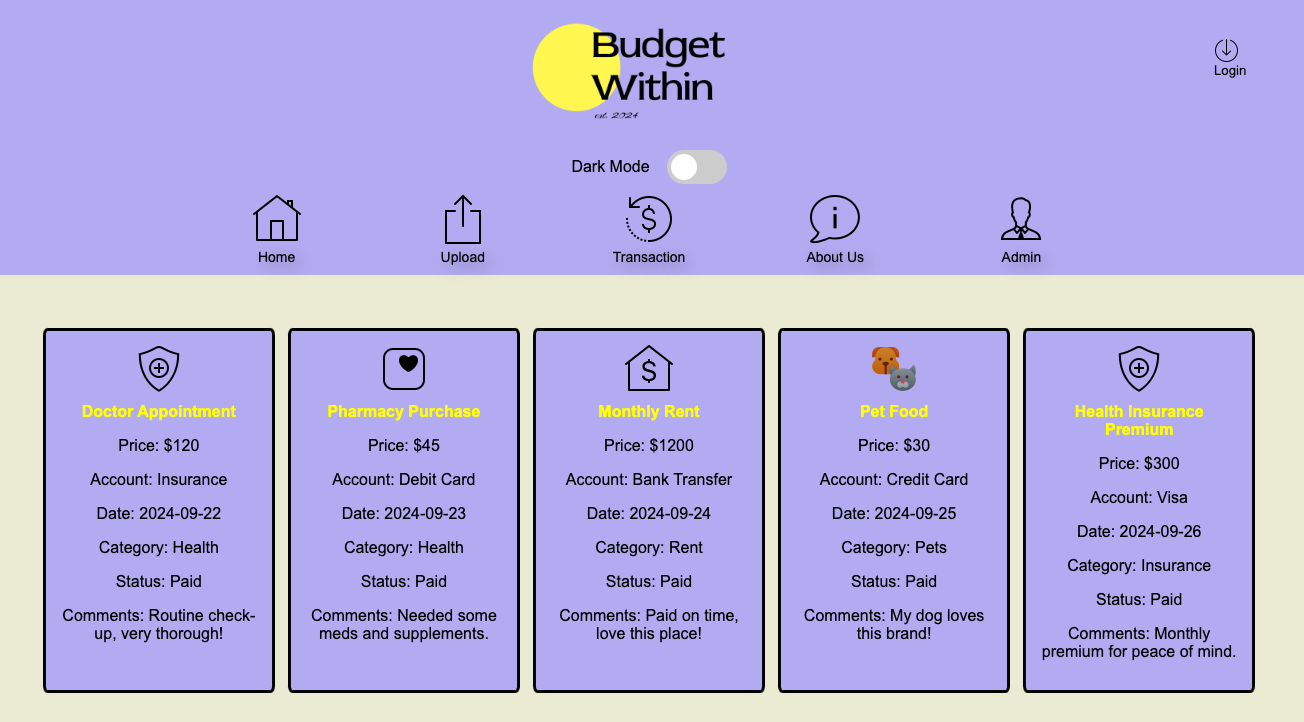 Budget
Within
est. 2024
Login
Dark Mode
Home
Upload
Transaction
About Us
Admin
Doctor Appointment
Price: $120
Account: Insurance
Date: 2024-09-22
Category: Health
Status: Paid
Comments: Routine check-
up, very thorough!
Pharmacy Purchase
Price: $45
Account: Debit Card
Date: 2024-09-23
Category: Health
Status: Paid
Comments: Needed some
meds and supplements.
Monthly Rent
Price: $1200
Account: Bank Transfer
Date: 2024-09-24
Category: Rent
Status: Paid
Comments: Paid on time,
love this place!
Pet Food
Price: $30
Account: Credit Card
Date: 2024-09-25
Category: Pets
Status: Paid
Comments: My dog loves
this brand!
Health Insurance
Premium
Price: $300
Account: Visa
Date: 2024-09-26
Category: Insurance
Status: Paid
Comments: Monthly
premium for peace of mind.